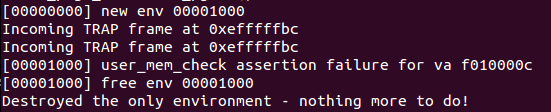 [00000000] new env 00001000
Incoming TRAP frame at 0xefffffbc
Incoming TRAP frame at 0xefffffbc
[00001000] user_mem_check assertion failure for va f010000c
[00001000] free env 00001000
Destroyed the only environment - nothing more to do!